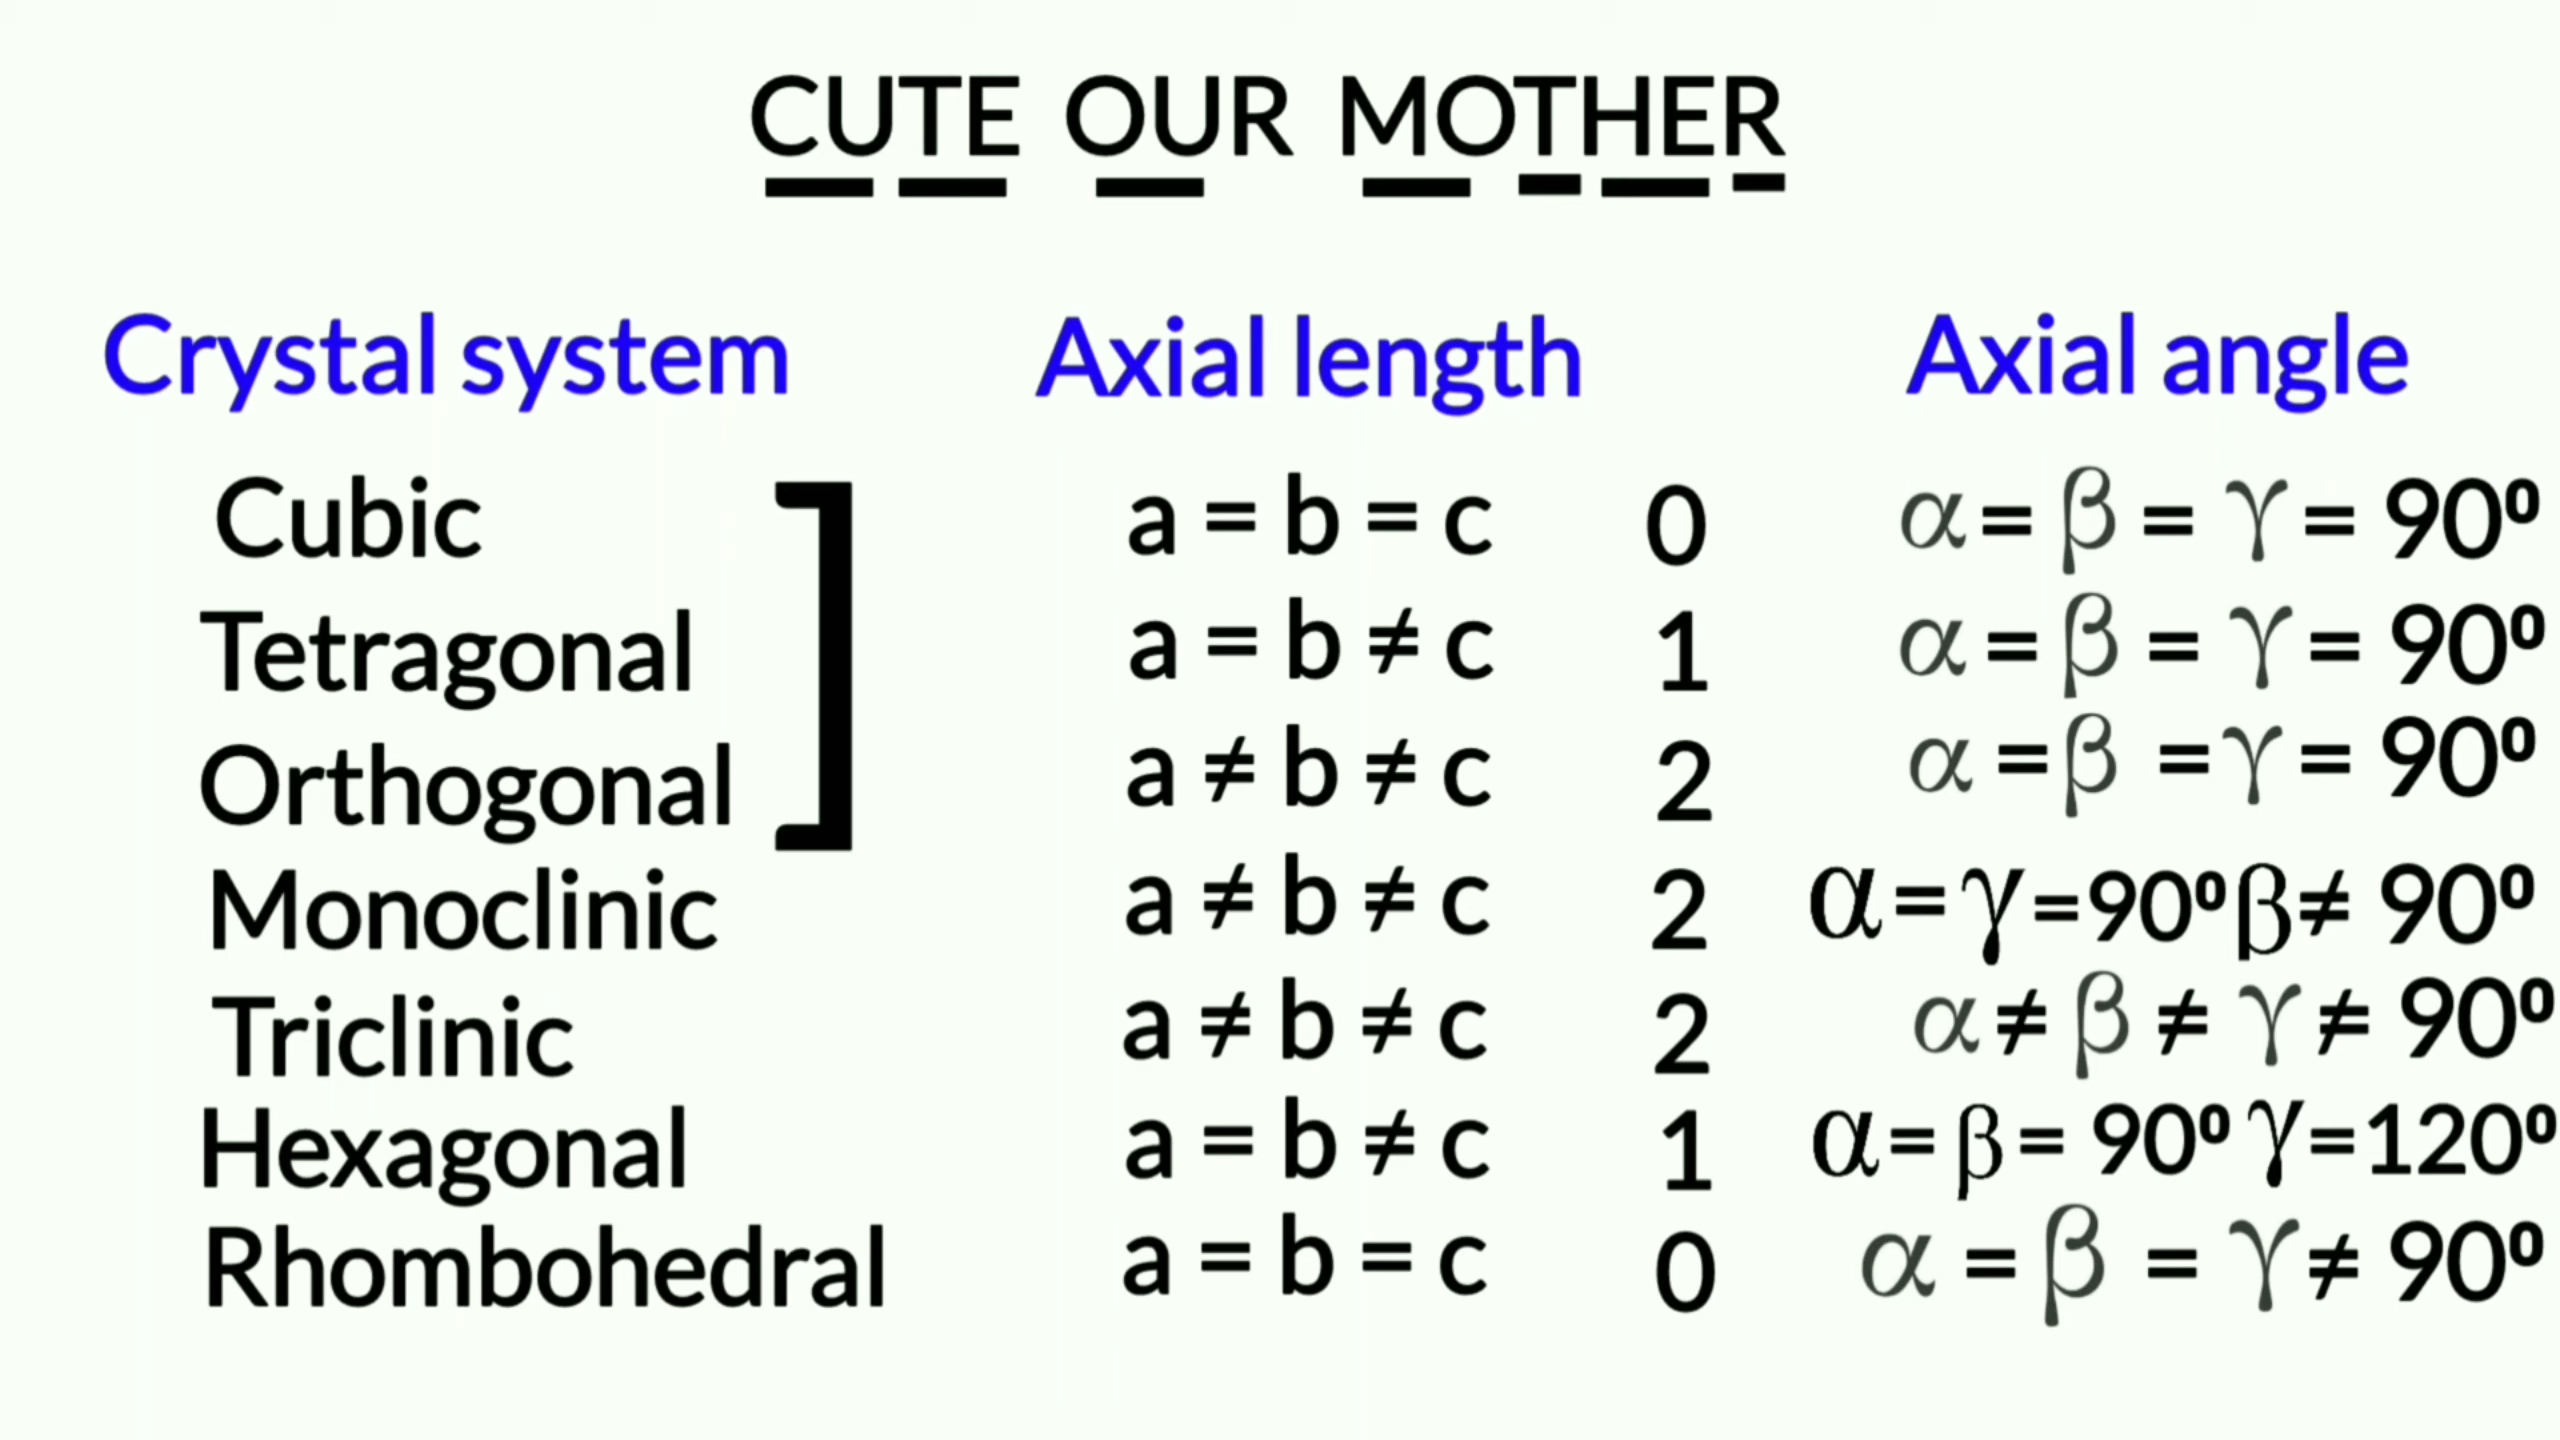 CUTE OUR MOTHER
Crystal system Axial length Axial angle
Cubic a = b = c 0 α = β = γ = 90⁰
Tetragonal a = b ≠ c 1 α = β = γ = 90⁰
Orthogonal a ≠ b ≠ c 2 α = β = γ = 90⁰
Monoclinic a ≠ b ≠ c 2 α = γ = 90⁰ β ≠ 90⁰
Triclinic a ≠ b ≠ c 2 α ≠ β ≠ γ ≠ 90⁰
Hexagonal a = b ≠ c 1 α = β = 90⁰ γ = 120⁰
Rhombohedral a = b = c 0 α = β = γ ≠ 90⁰